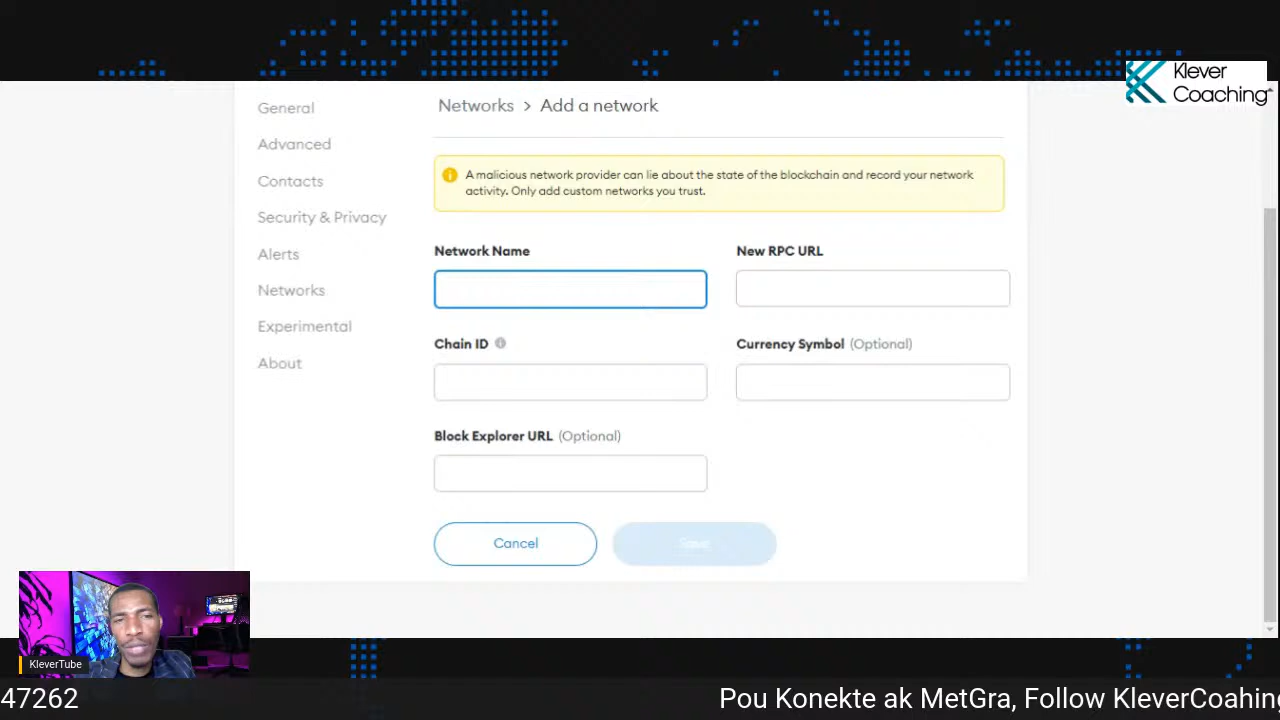 Klever
Coaching
General
Advanced
Contacts
Security & Privacy
Alerts
Networks
Experimental
About
Networks > Add a network
A malicious network provider can lie about the state of the blockchain and record your network
activity. Only add custom networks you trust.
Network Name
New RPC URL
Chain ID
Currency Symbol (Optional)
Block Explorer URL (Optional)
Cancel
Save
KleverTube
47262
Pou Konekte ak MetGra, Follow KleverCoahing